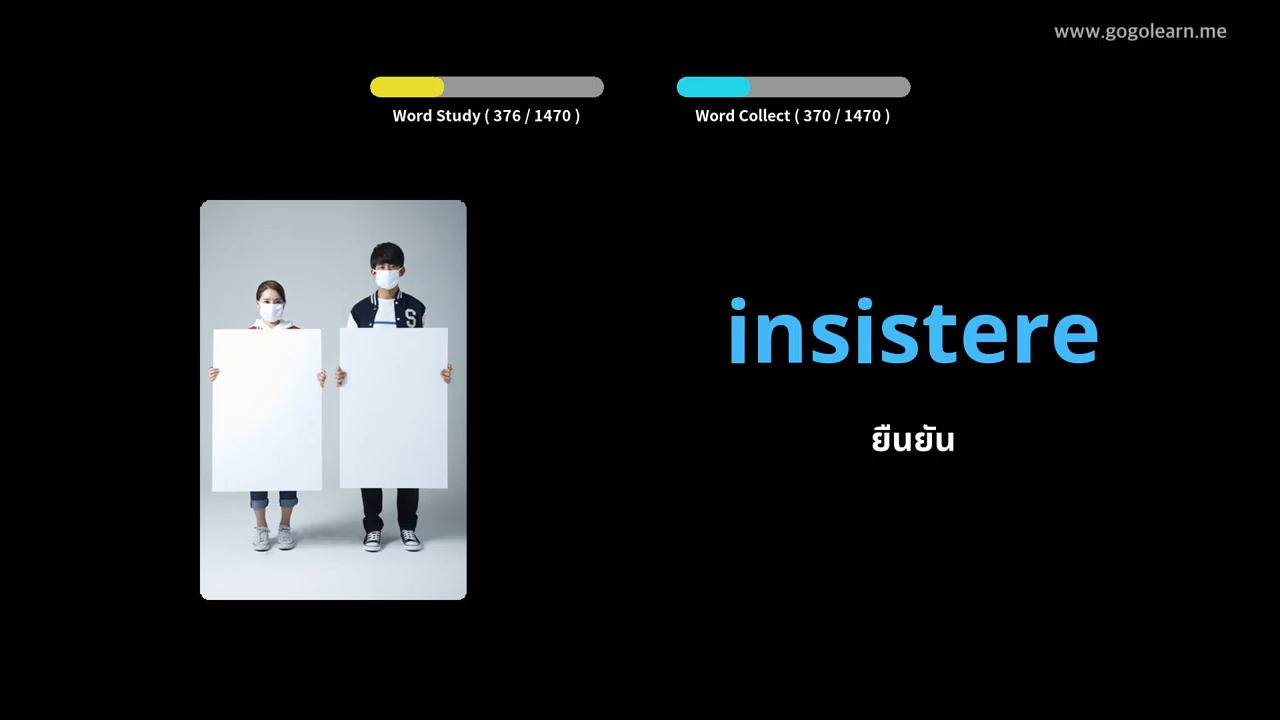 www.gogolearn.me
Word Study ( 376 / 1470 )
Word Collect ( 370 / 1470 )
S
insistere
ยืนยัน